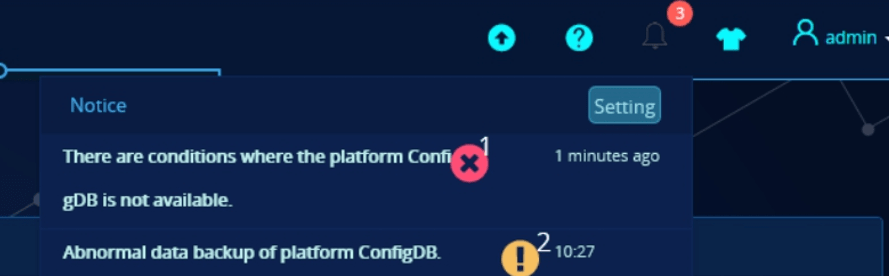 3
admin
Notice
Setting
There are conditions where the platform Confi
1
1 minutes ago
gDB is not available.
Abnormal data backup of platform ConfigDB.
2
10:27